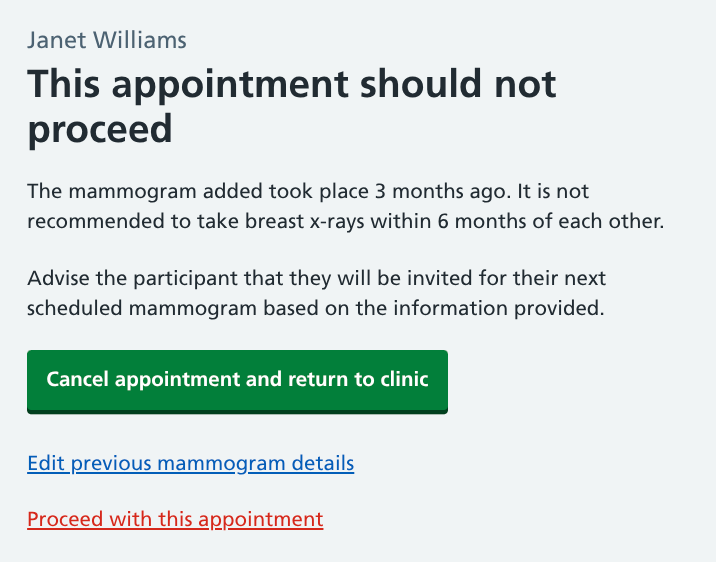 Janet Williams
This appointment should not
proceed
The mammogram added took place 3 months ago. It is not
recommended to take breast x-rays within 6 months of each other.
Advise the participant that they will be invited for their next
scheduled mammogram based on the information provided.
Cancel appointment and return to clinic
Edit previous mammogram details
Proceed with this appointment